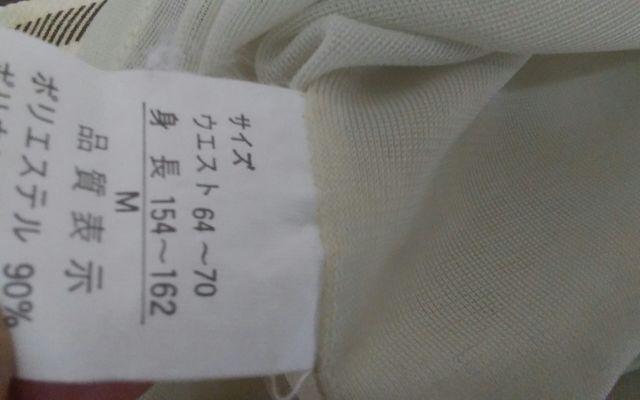 サイズ
ウエスト 64～70
身長 154～162
M
品質表示
ポリエステル 90%